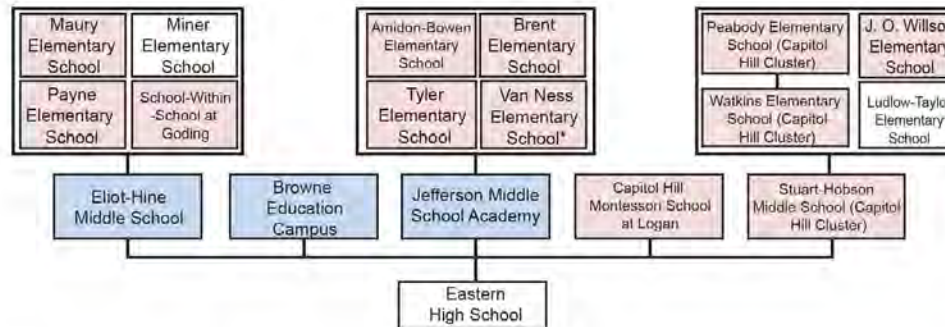 Maury
Elementary
School
Miner
Elementary
School
Payne
Elementary
School
School-Within
-School at
Goding
Amidon-Bowen
Elementary
School
Brent
Elementary
School
Tyler
Elementary
School
Van Ness
Elementary
School*
Peabody Elementary
School (Capitol
Hill Cluster)
J. O. Willso
Elementary
School
Watkins Elementary
School (Capitol
Hill Cluster)
Ludlow-Taylo
Elementary
School
Eliot-Hine
Middle School
Browne
Education
Campus
Jefferson Middle
School Academy
Capitol Hill
Montessori School
at Logan
Stuart-Hobson
Middle School (Capitol
Hill Cluster)
Eastern
High School